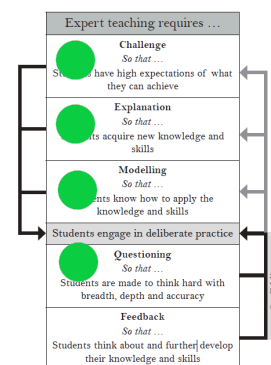 Expert teaching requires …
Challenge
So that …
have high expectations of what
they can achieve
Explanation
So that …
acquire new knowledge and
skills
Modelling
So that …
know how to apply the
knowledge and skills
Students engage in deliberate practice
Questioning
So that …
Students are made to think hard with
breadth, depth and accuracy
Feedback
So that …
Students think about and further develop
their knowledge and skills